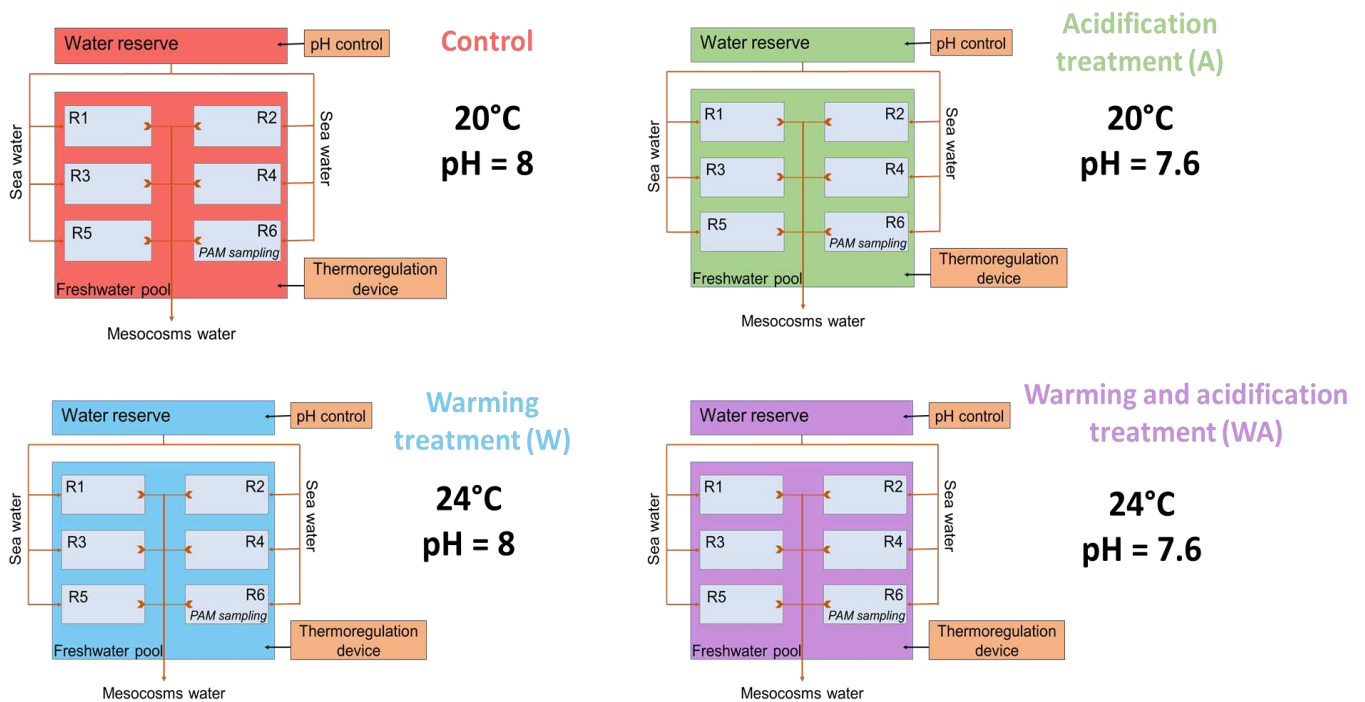 Water reserve
pH control
Control
Sea water
R1
R2
Sea water
20°C
pH = 8
R3
R4
R5
R6
PAM sampling
Thermoregulation
device
Freshwater pool
Mesocosms water
Water reserve
pH control
Acidification
treatment (A)
Sea water
R1
R2
Sea water
20°C
pH = 7.6
R3
R4
R5
R6
PAM sampling
Thermoregulation
device
Freshwater pool
Mesocosms water
Water reserve
pH control
Warming
treatment (W)
Sea water
R1
R2
Sea water
24°C
pH = 8
R3
R4
R5
R6
PAM sampling
Thermoregulation
device
Freshwater pool
Mesocosms water
Water reserve
pH control
Warming and acidification
treatment (WA)
Sea water
R1
R2
Sea water
24°C
pH = 7.6
R3
R4
R5
R6
PAM sampling
Thermoregulation
device
Freshwater pool
Mesocosms water